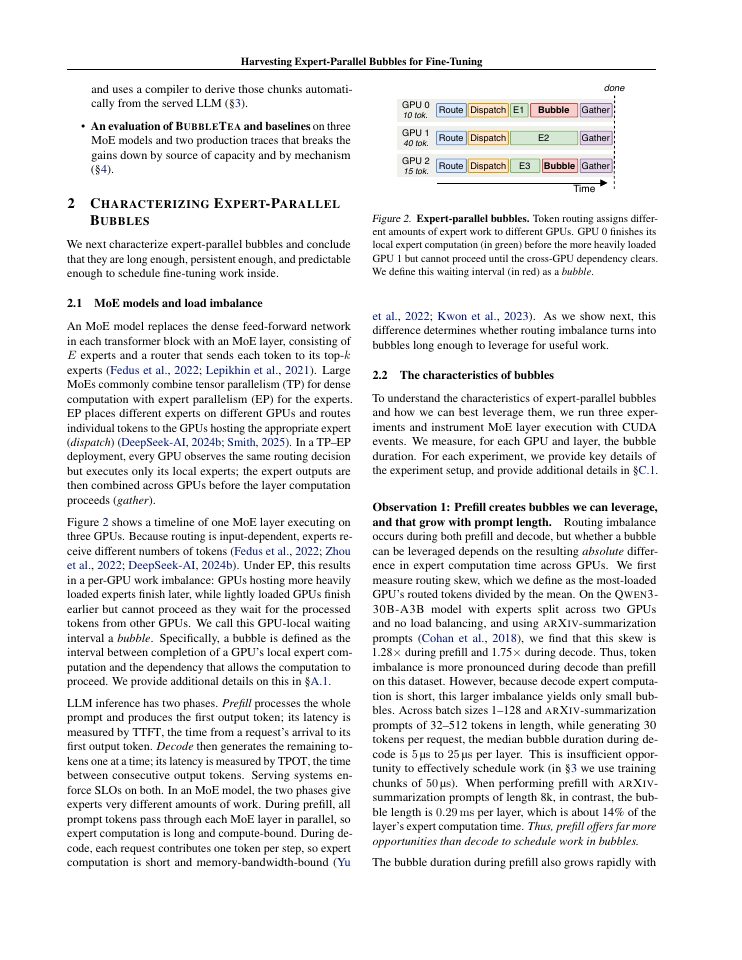 Harvesting Expert-Parallel Bubbles for Fine-Tuning
and uses a compiler to derive those chunks automati-
cally from the served LLM (§3).
• An evaluation of BUBBLETEA and baselines on three
MoE models and two production traces that breaks the
gains down by source of capacity and by mechanism
(§4).
2 CHARACTERIZING EXPERT-PARALLEL
BUBBLES
We next characterize expert-parallel bubbles and conclude
that they are long enough, persistent enough, and predictable
enough to schedule fine-tuning work inside.
2.1 MoE models and load imbalance
An MoE model replaces the dense feed-forward network
in each transformer block with an MoE layer, consisting of
E experts and a router that sends each token to its top-k
experts (Fedus et al., 2022; Lepikhin et al., 2021). Large
MoEs commonly combine tensor parallelism (TP) for dense
computation with expert parallelism (EP) for the experts.
EP places different experts on different GPUs and routes
individual tokens to the GPUs hosting the appropriate expert
(dispatch) (DeepSeek-AI, 2024b; Smith, 2025). In a TP–EP
deployment, every GPU observes the same routing decision
but executes only its local experts; the expert outputs are
then combined across GPUs before the layer computation
proceeds (gather).
Figure 2 shows a timeline of one MoE layer executing on
three GPUs. Because routing is input-dependent, experts re-
ceive different numbers of tokens (Fedus et al., 2022; Zhou
et al., 2022; DeepSeek-AI, 2024b). Under EP, this results
in a per-GPU work imbalance: GPUs hosting more heavily
loaded experts finish later, while lightly loaded GPUs finish
earlier but cannot proceed as they wait for the processed
tokens from other GPUs. We call this GPU-local waiting
interval a bubble. Specifically, a bubble is defined as the
interval between completion of a GPU's local expert com-
putation and the dependency that allows the computation to
proceed. We provide additional details on this in §A.1.
LLM inference has two phases. Prefill processes the whole
prompt and produces the first output token; its latency is
measured by TTFT, the time from a request's arrival to its
first output token. Decode then generates the remaining to-
kens one at a time; its latency is measured by TPOT, the time
between consecutive output tokens. Serving systems en-
force SLOs on both. In an MoE model, the two phases give
experts very different amounts of work. During prefill, all
prompt tokens pass through each MoE layer in parallel, so
expert computation is long and compute-bound. During de-
code, each request contributes one token per step, so expert
computation is short and memory-bandwidth-bound (Yu
done
GPU 0
10 tok.
Route Dispatch E1 Bubble Gather
GPU 1
40 tok.
Route Dispatch E2 Gather
GPU 2
15 tok.
Route Dispatch E3 Bubble Gather
Time
Figure 2. Expert-parallel bubbles. Token routing assigns differ-
ent amounts of expert work to different GPUs. GPU 0 finishes its
local expert computation (in green) before the more heavily loaded
GPU 1 but cannot proceed until the cross-GPU dependency clears.
We define this waiting interval (in red) as a bubble.
et al., 2022; Kwon et al., 2023). As we show next, this
difference determines whether routing imbalance turns into
bubbles long enough to leverage for useful work.
2.2 The characteristics of bubbles
To understand the characteristics of expert-parallel bubbles
and how we can best leverage them, we run three exper-
iments and instrument MoE layer execution with CUDA
events. We measure, for each GPU and layer, the bubble
duration. For each experiment, we provide key details of
the experiment setup, and provide additional details in §C.1.
Observation 1: Prefill creates bubbles we can leverage,
and that grow with prompt length. Routing imbalance
occurs during both prefill and decode, but whether a bubble
can be leveraged depends on the resulting absolute differ-
ence in expert computation time across GPUs. We first
measure routing skew, which we define as the most-loaded
GPU's routed tokens divided by the mean. On the QWEN3-
30B-A3B model with experts split across two GPUs
and no load balancing, and using ARXIV-summarization
prompts (Cohan et al., 2018), we find that this skew is
1.28× during prefill and 1.75× during decode. Thus, token
imbalance is more pronounced during decode than prefill
on this dataset. However, because decode expert computa-
tion is short, this larger imbalance yields only small bub-
bles. Across batch sizes 1–128 and ARXIV-summarization
prompts of 32–512 tokens in length, while generating 30
tokens per request, the median bubble duration during de-
code is 5 µs to 25 µs per layer. This is insufficient oppor-
tunity to effectively schedule work (in §3 we use training
chunks of 50 µs). When performing prefill with ARXIV-
summarization prompts of length 8k, in contrast, the bub-
ble length is 0.29 ms per layer, which is about 14% of the
layer's expert computation time. Thus, prefill offers far more
opportunities than decode to schedule work in bubbles.
The bubble duration during prefill also grows rapidly with